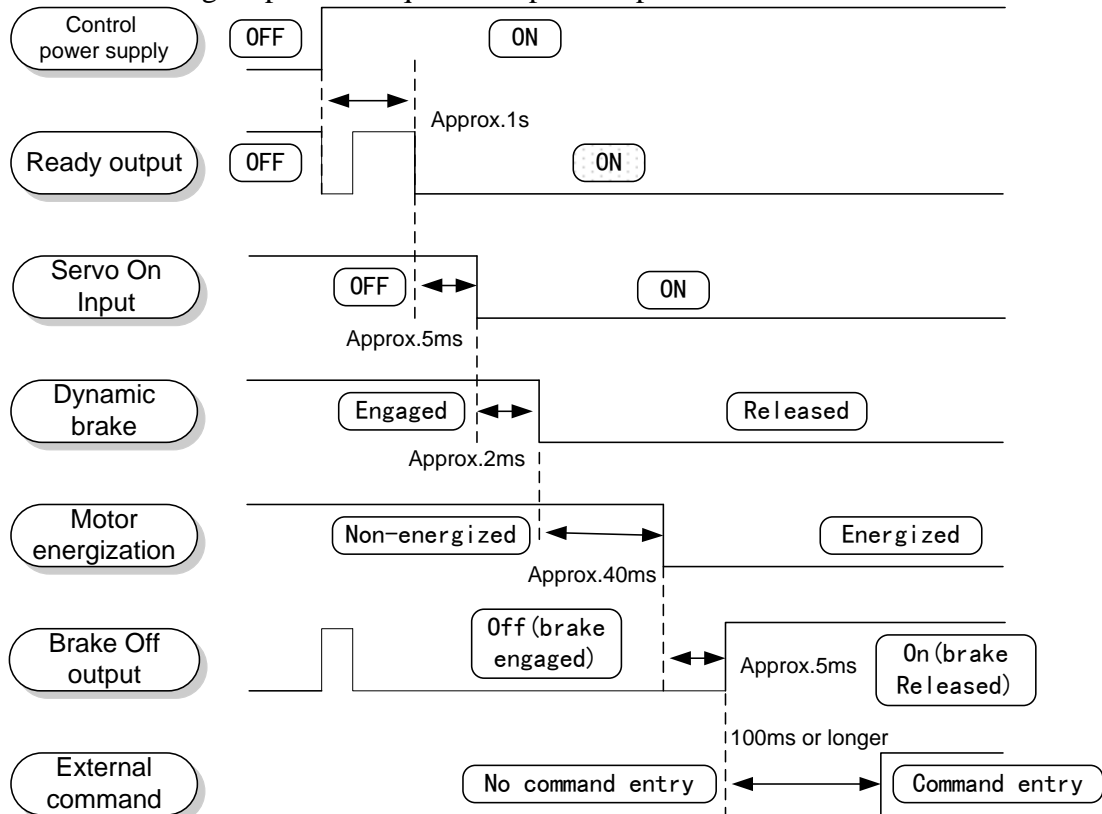 Control
power supply
OFF
ON
Approx.1s
Ready output
OFF
ON
Servo On
Input
OFF
ON
Approx.5ms
Dynamic
brake
Engaged
Released
Approx.2ms
Motor
energization
Non-energized
Energized
Approx.40ms
Brake Off
output
Off(brake
engaged)
Approx.5ms
On(brake
Released)
100ms or longer
External
command
No command entry
Command entry